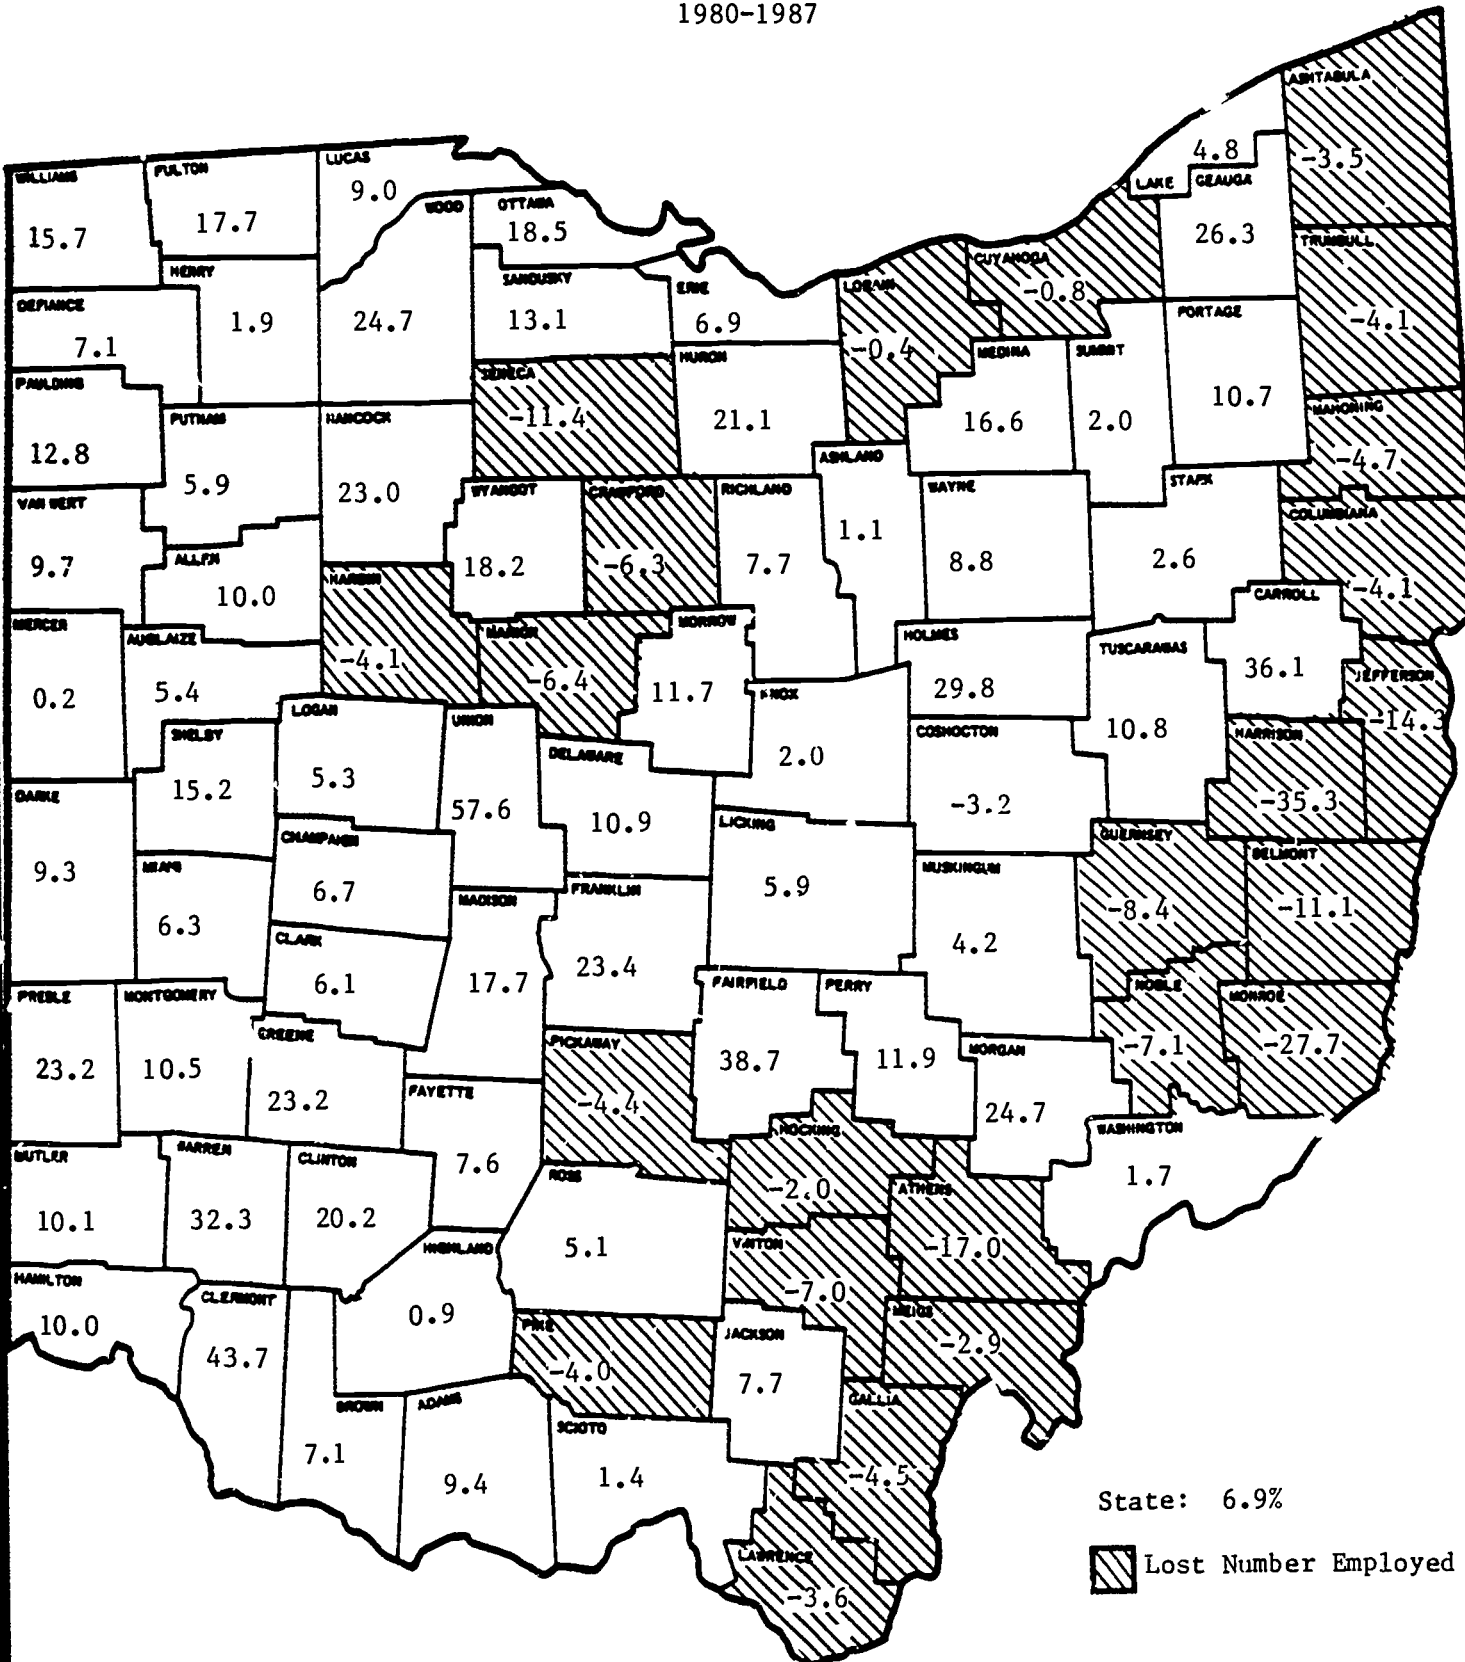 1980-1987
ASHTABULA
-3.5
4.8
LAKE
GEAUGA
26.3
WILLIAMS
15.7
FULTON
17.7
LUCAS
9.0
WOOD
24.7
OTTAWA
18.5
SANDUSKY
13.1
ERIE
6.9
LORAIN
-0.4
CUYAHOGA
-0.8
TRUMBULL
-4.1
HENRY
1.9
DEFIANCE
7.1
PAULDING
12.8
PUTNAM
5.9
HANCOCK
23.0
SENECA
-11.4
HURON
21.1
MEDINA
16.6
SUMMIT
2.0
PORTAGE
10.7
MAHONING
-4.7
VAN WERT
9.7
ALLEN
10.0
HARDIN
-4.1
WYANDOT
18.2
CRAWFORD
-6.3
RICHLAND
7.7
ASHLAND
1.1
WAYNE
8.8
STARK
2.6
COLUMBIANA
-4.1
MERCER
0.2
AUGLAIZE
5.4
MARION
-6.4
MORROW
11.7
KNOX
2.0
HOLMES
29.8
TUSCARAWAS
10.8
CARROLL
36.1
JEFFERSON
-14.3
SHELBY
15.2
LOGAN
5.3
UNION
57.6
DELAWARE
10.9
COSHOCTON
-3.2
HARRISON
-35.3
DARKE
9.3
MIAMI
6.3
CHAMPAIGN
6.7
MADISON
17.7
FRANKLIN
23.4
LICKING
5.9
MUSKINGUM
4.2
GUERNSEY
-8.4
BELMONT
-11.1
CLARK
6.1
PREBLE
23.2
MONTGOMERY
10.5
GREENE
23.2
FAYETTE
7.6
PICKAWAY
-4.4
FAIRFIELD
38.7
PERRY
11.9
MORGAN
24.7
NOBLE
-7.1
MONROE
-27.7
BUTLER
10.1
WARREN
32.3
CLINTON
20.2
ROSS
5.1
HOCKING
-2.0
ATHENS
-17.0
WASHINGTON
1.7
HAMILTON
10.0
CLERMONT
43.7
HIGHLAND
0.9
PIKE
-4.0
VINTON
-7.0
JACKSON
7.7
MEIGS
-2.9
BROWN
7.1
ADAMS
9.4
SCIOTO
1.4
GALLIA
-4.5
LAWRENCE
-3.6
State: 6.9%
Lost Number Employed